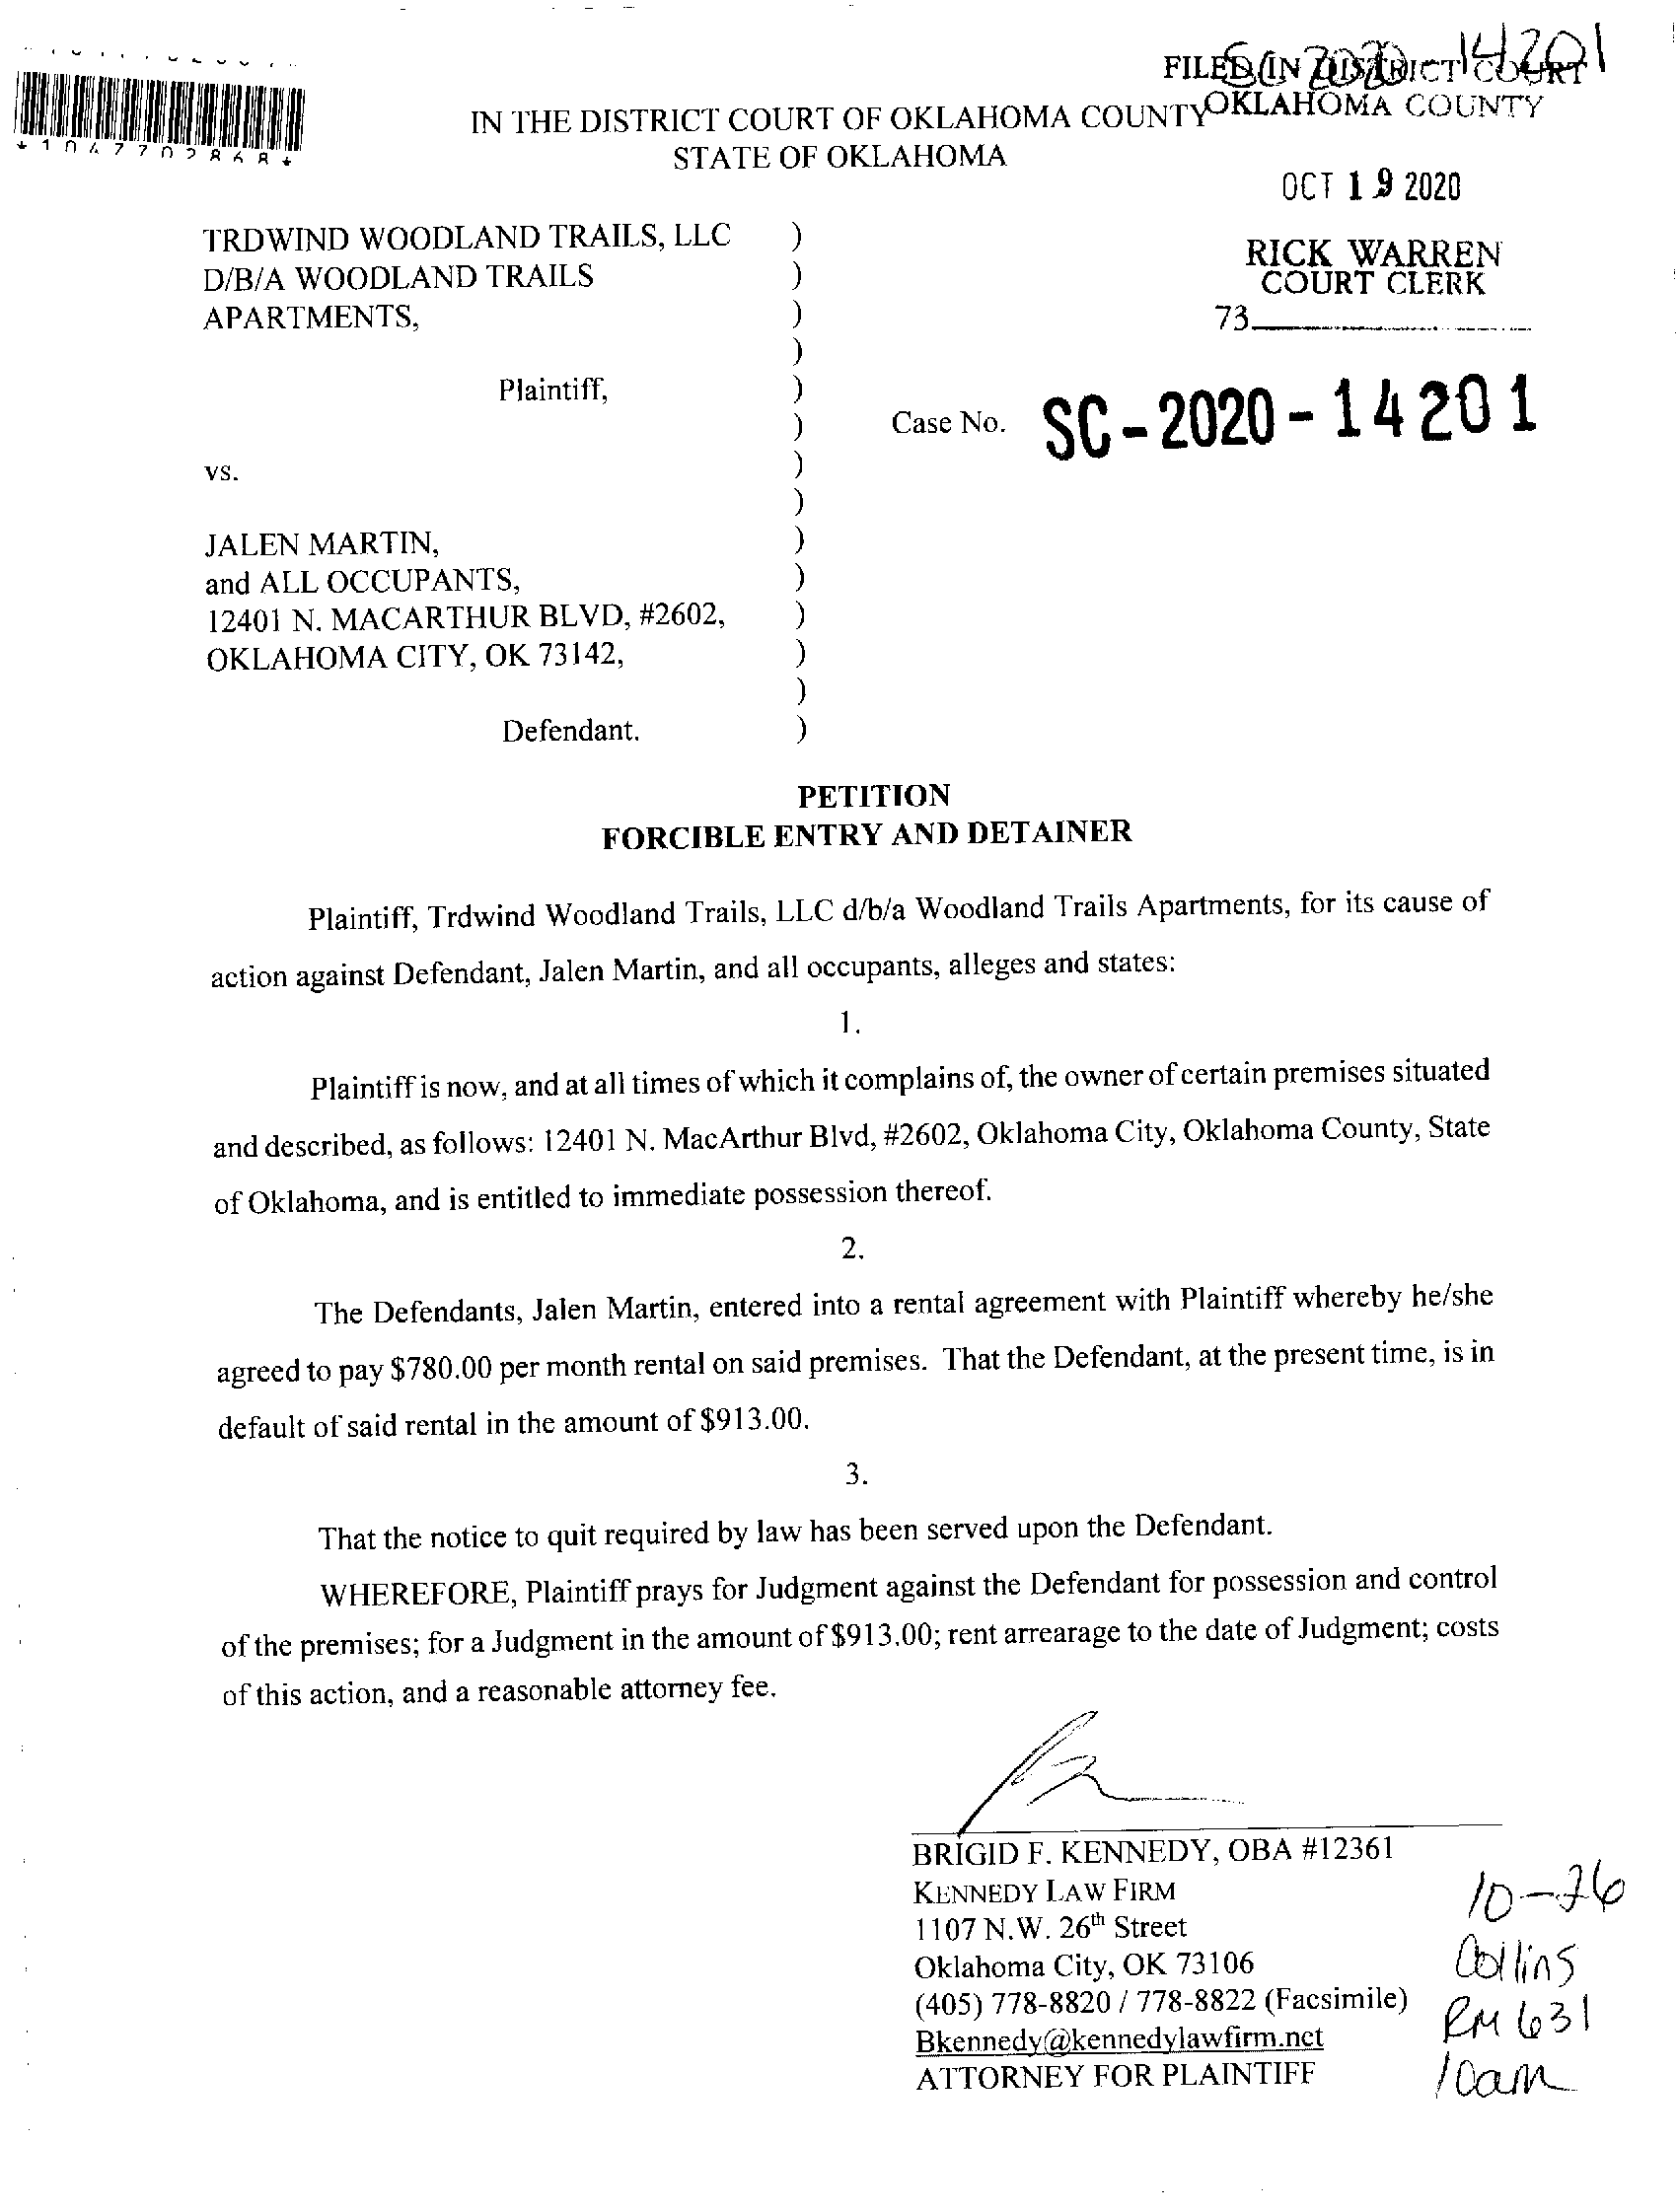 SC 2020-14201
FILED IN DISTRICT COURT
OKLAHOMA COUNTY
*1047702868*
IN THE DISTRICT COURT OF OKLAHOMA COUNTY
STATE OF OKLAHOMA
OCT 19 2020
RICK WARREN
COURT CLERK
73
TRDWIND WOODLAND TRAILS, LLC )
D/B/A WOODLAND TRAILS )
APARTMENTS, )
)
Plaintiff, )
) Case No. SC-2020-14201
vs. )
)
JALEN MARTIN, )
and ALL OCCUPANTS, )
12401 N. MACARTHUR BLVD, #2602, )
OKLAHOMA CITY, OK 73142, )
)
Defendant. )
PETITION
FORCIBLE ENTRY AND DETAINER
Plaintiff, Trdwind Woodland Trails, LLC d/b/a Woodland Trails Apartments, for its cause of
action against Defendant, Jalen Martin, and all occupants, alleges and states:
1.
Plaintiff is now, and at all times of which it complains of, the owner of certain premises situated
and described, as follows: 12401 N. MacArthur Blvd, #2602, Oklahoma City, Oklahoma County, State
of Oklahoma, and is entitled to immediate possession thereof.
2.
The Defendants, Jalen Martin, entered into a rental agreement with Plaintiff whereby he/she
agreed to pay $780.00 per month rental on said premises. That the Defendant, at the present time, is in
default of said rental in the amount of $913.00.
3.
That the notice to quit required by law has been served upon the Defendant.
WHEREFORE, Plaintiff prays for Judgment against the Defendant for possession and control
of the premises; for a Judgment in the amount of $913.00; rent arrearage to the date of Judgment; costs
of this action, and a reasonable attorney fee.
BRIGID F. KENNEDY, OBA #12361
KENNEDY LAW FIRM
1107 N.W. 26th Street
Oklahoma City, OK 73106
(405) 778-8820 / 778-8822 (Facsimile)
Bkennedy@kennedylawfirm.net
ATTORNEY FOR PLAINTIFF
10-26
Collins
RM 631
10am